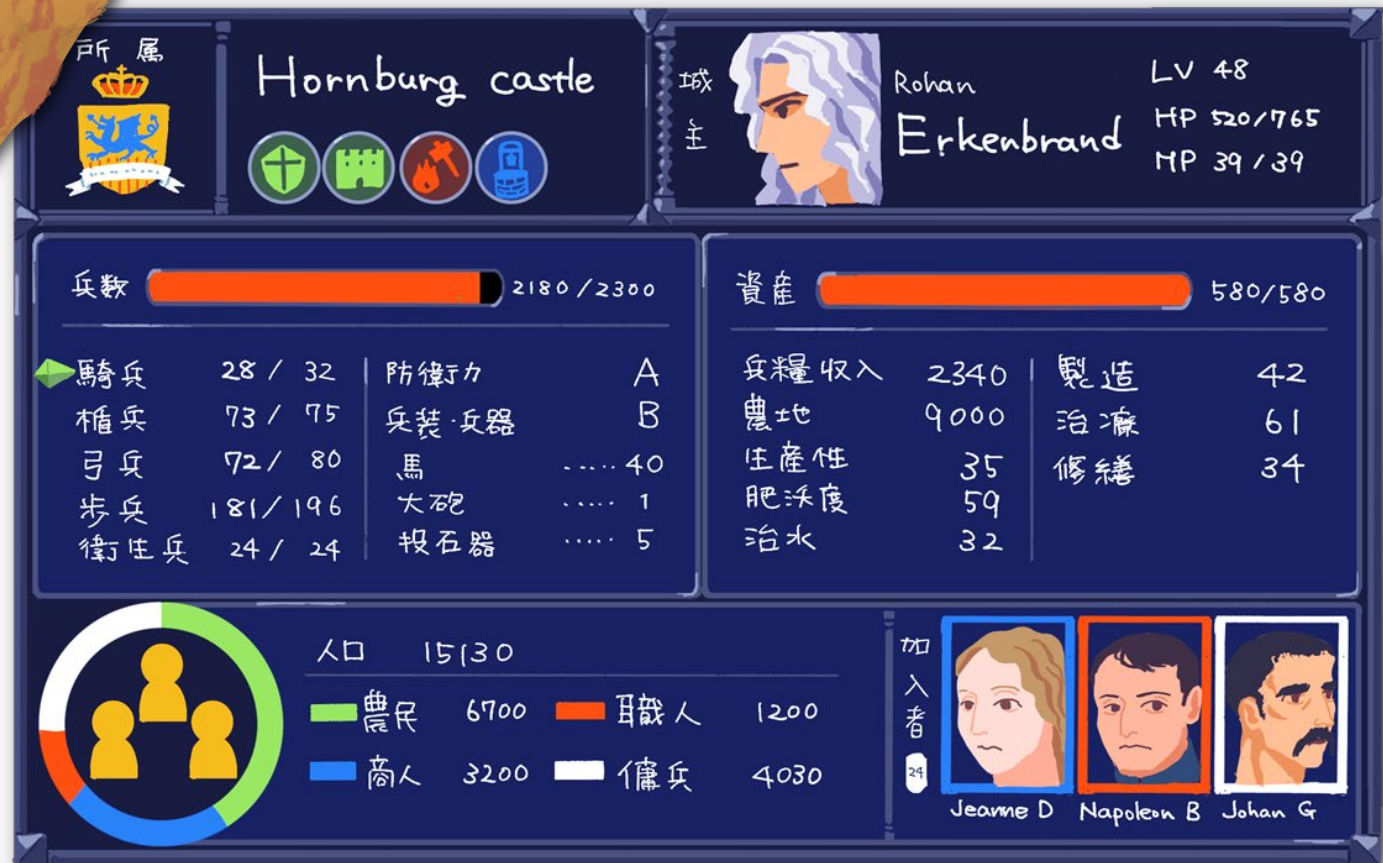 所属
Hornburg castle
城主
Rohan
Erkenbrand
LV 48
HP 520/765
MP 39/39
兵数 2180/2300
騎兵 28/32
楯兵 73/75
弓兵 72/80
歩兵 181/196
衛生兵 24/24
防衛力 A
兵装・兵器 B
馬 ..... 40
大砲 ..... 1
投石器 ..... 5
資産 580/580
兵糧収入 2340
農地 9000
生産性 35
肥沃度 59
治水 32
製造 42
治療 61
修繕 34
人口 15130
農民 6700
職人 1200
商人 3200
傭兵 4030
加入者
24
Jeanne D
Napoleon B
Johan G